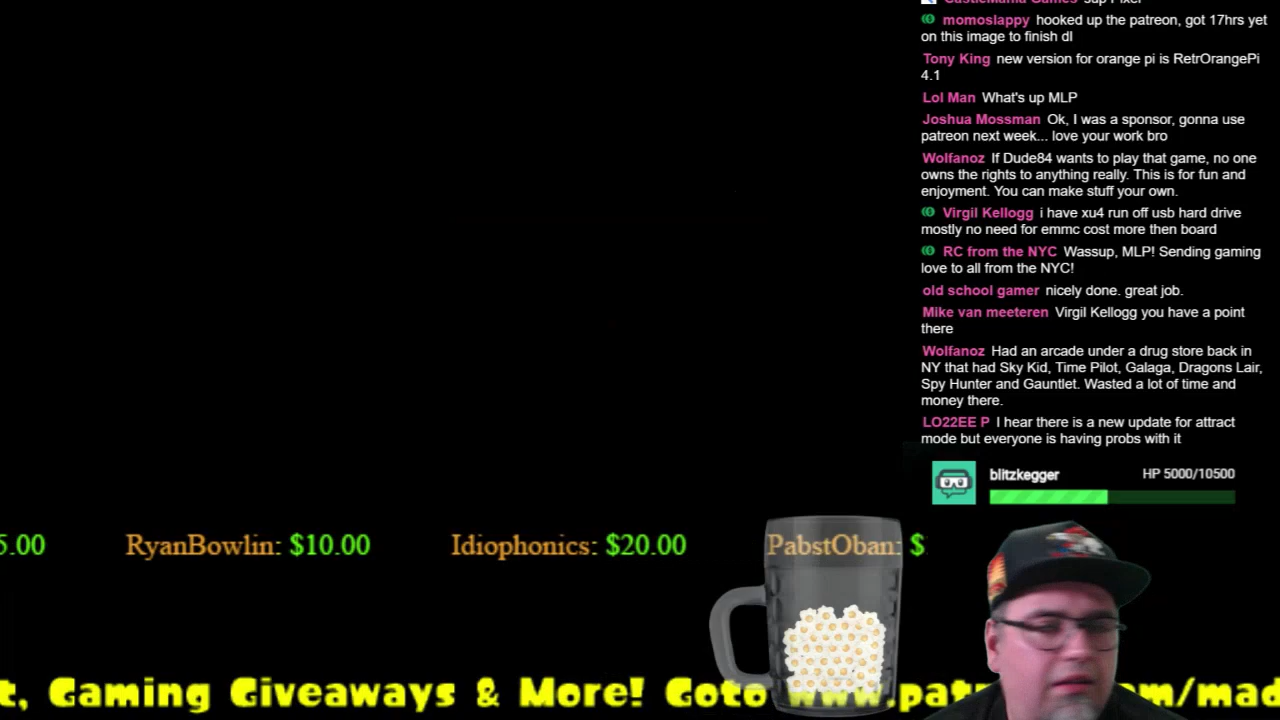 momoslappy hooked up the patreon, got 17hrs yet
on this image to finish dl
Tony King new version for orange pi is RetrOrangePi
4.1
Lol Man What's up MLP
Joshua Mossman Ok, I was a sponsor, gonna use
patreon next week... love your work bro
Wolfanoz If Dude84 wants to play that game, no one
owns the rights to anything really. This is for fun and
enjoyment. You can make stuff your own.
Virgil Kellogg i have xu4 run off usb hard drive
mostly no need for emmc cost more then board
RC from the NYC Wassup, MLP! Sending gaming
love to all from the NYC!
old school gamer nicely done. great job.
Mike van meeteren Virgil Kellogg you have a point
there
Wolfanoz Had an arcade under a drug store back in
NY that had Sky Kid, Time Pilot, Galaga, Dragons Lair,
Spy Hunter and Gauntlet. Wasted a lot of time and
money there.
LO22EE P I hear there is a new update for attract
mode but everyone is having probs with it
blitzkegger HP 5000/10500
5.00 RyanBowlin: $10.00 Idiophonics: $20.00 PabstOban: $
t, Gaming Giveaways & More! Goto www.pat m/mad